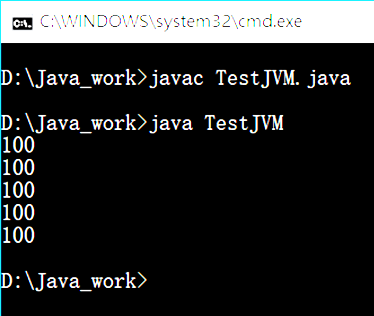 C:\WINDOWS\system32\cmd.exe
D:\Java_work>javac TestJVM.java
D:\Java_work>java TestJVM
100
100
100
100
100
D:\Java_work>